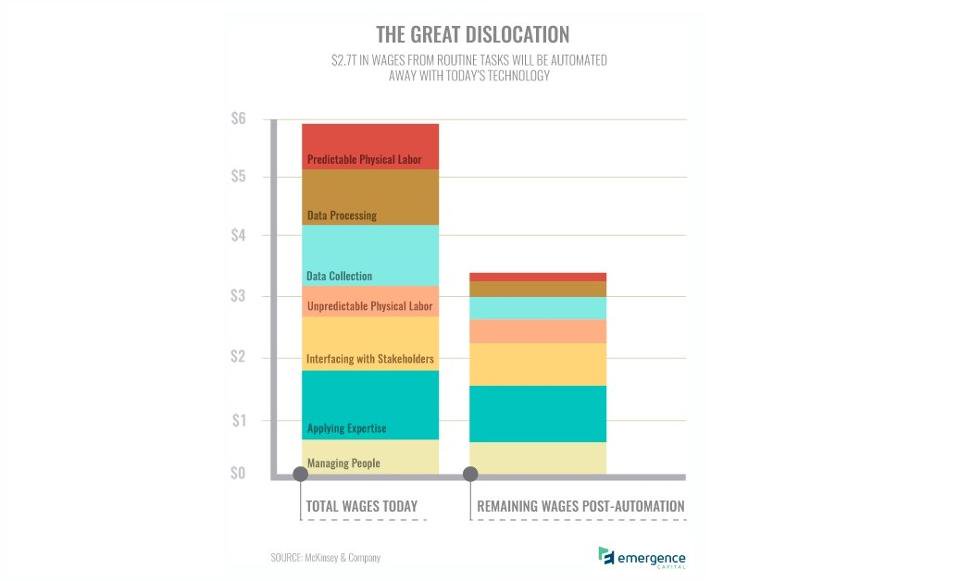 THE GREAT DISLOCATION
$2.7T IN WAGES FROM ROUTINE TASKS WILL BE AUTOMATED
AWAY WITH TODAY'S TECHNOLOGY
$6
$5
$4
$3
$2
$1
$0
Predictable Physical Labor
Data Processing
Data Collection
Unpredictable Physical Labor
Interfacing with Stakeholders
Applying Expertise
Managing People
TOTAL WAGES TODAY
REMAINING WAGES POST-AUTOMATION
SOURCE: McKinsey & Company
emergence
CAPITAL